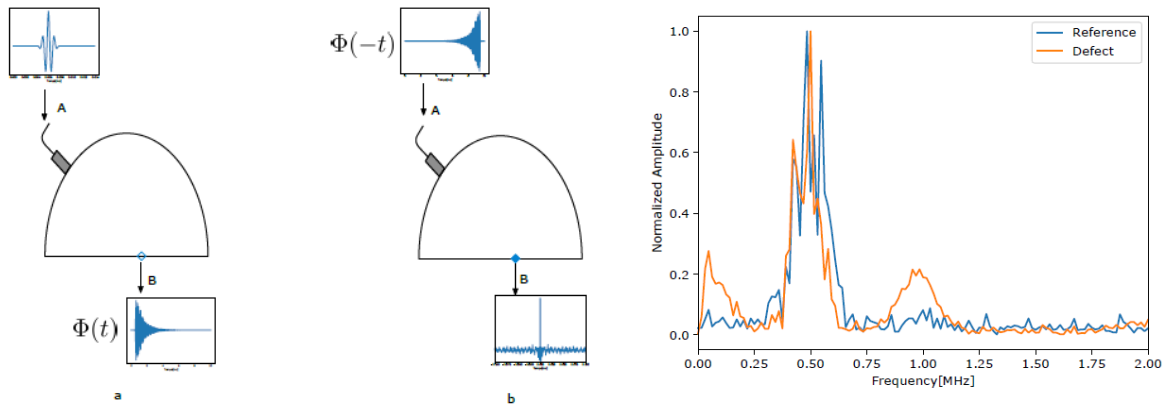 Φ(-t)
A
A
B
B
Φ(t)
a
b
Reference
Defect
Normalized Amplitude
1.0
0.8
0.6
0.4
0.2
0.0
0.00 0.25 0.50 0.75 1.00 1.25 1.50 1.75 2.00
Frequency[MHz]